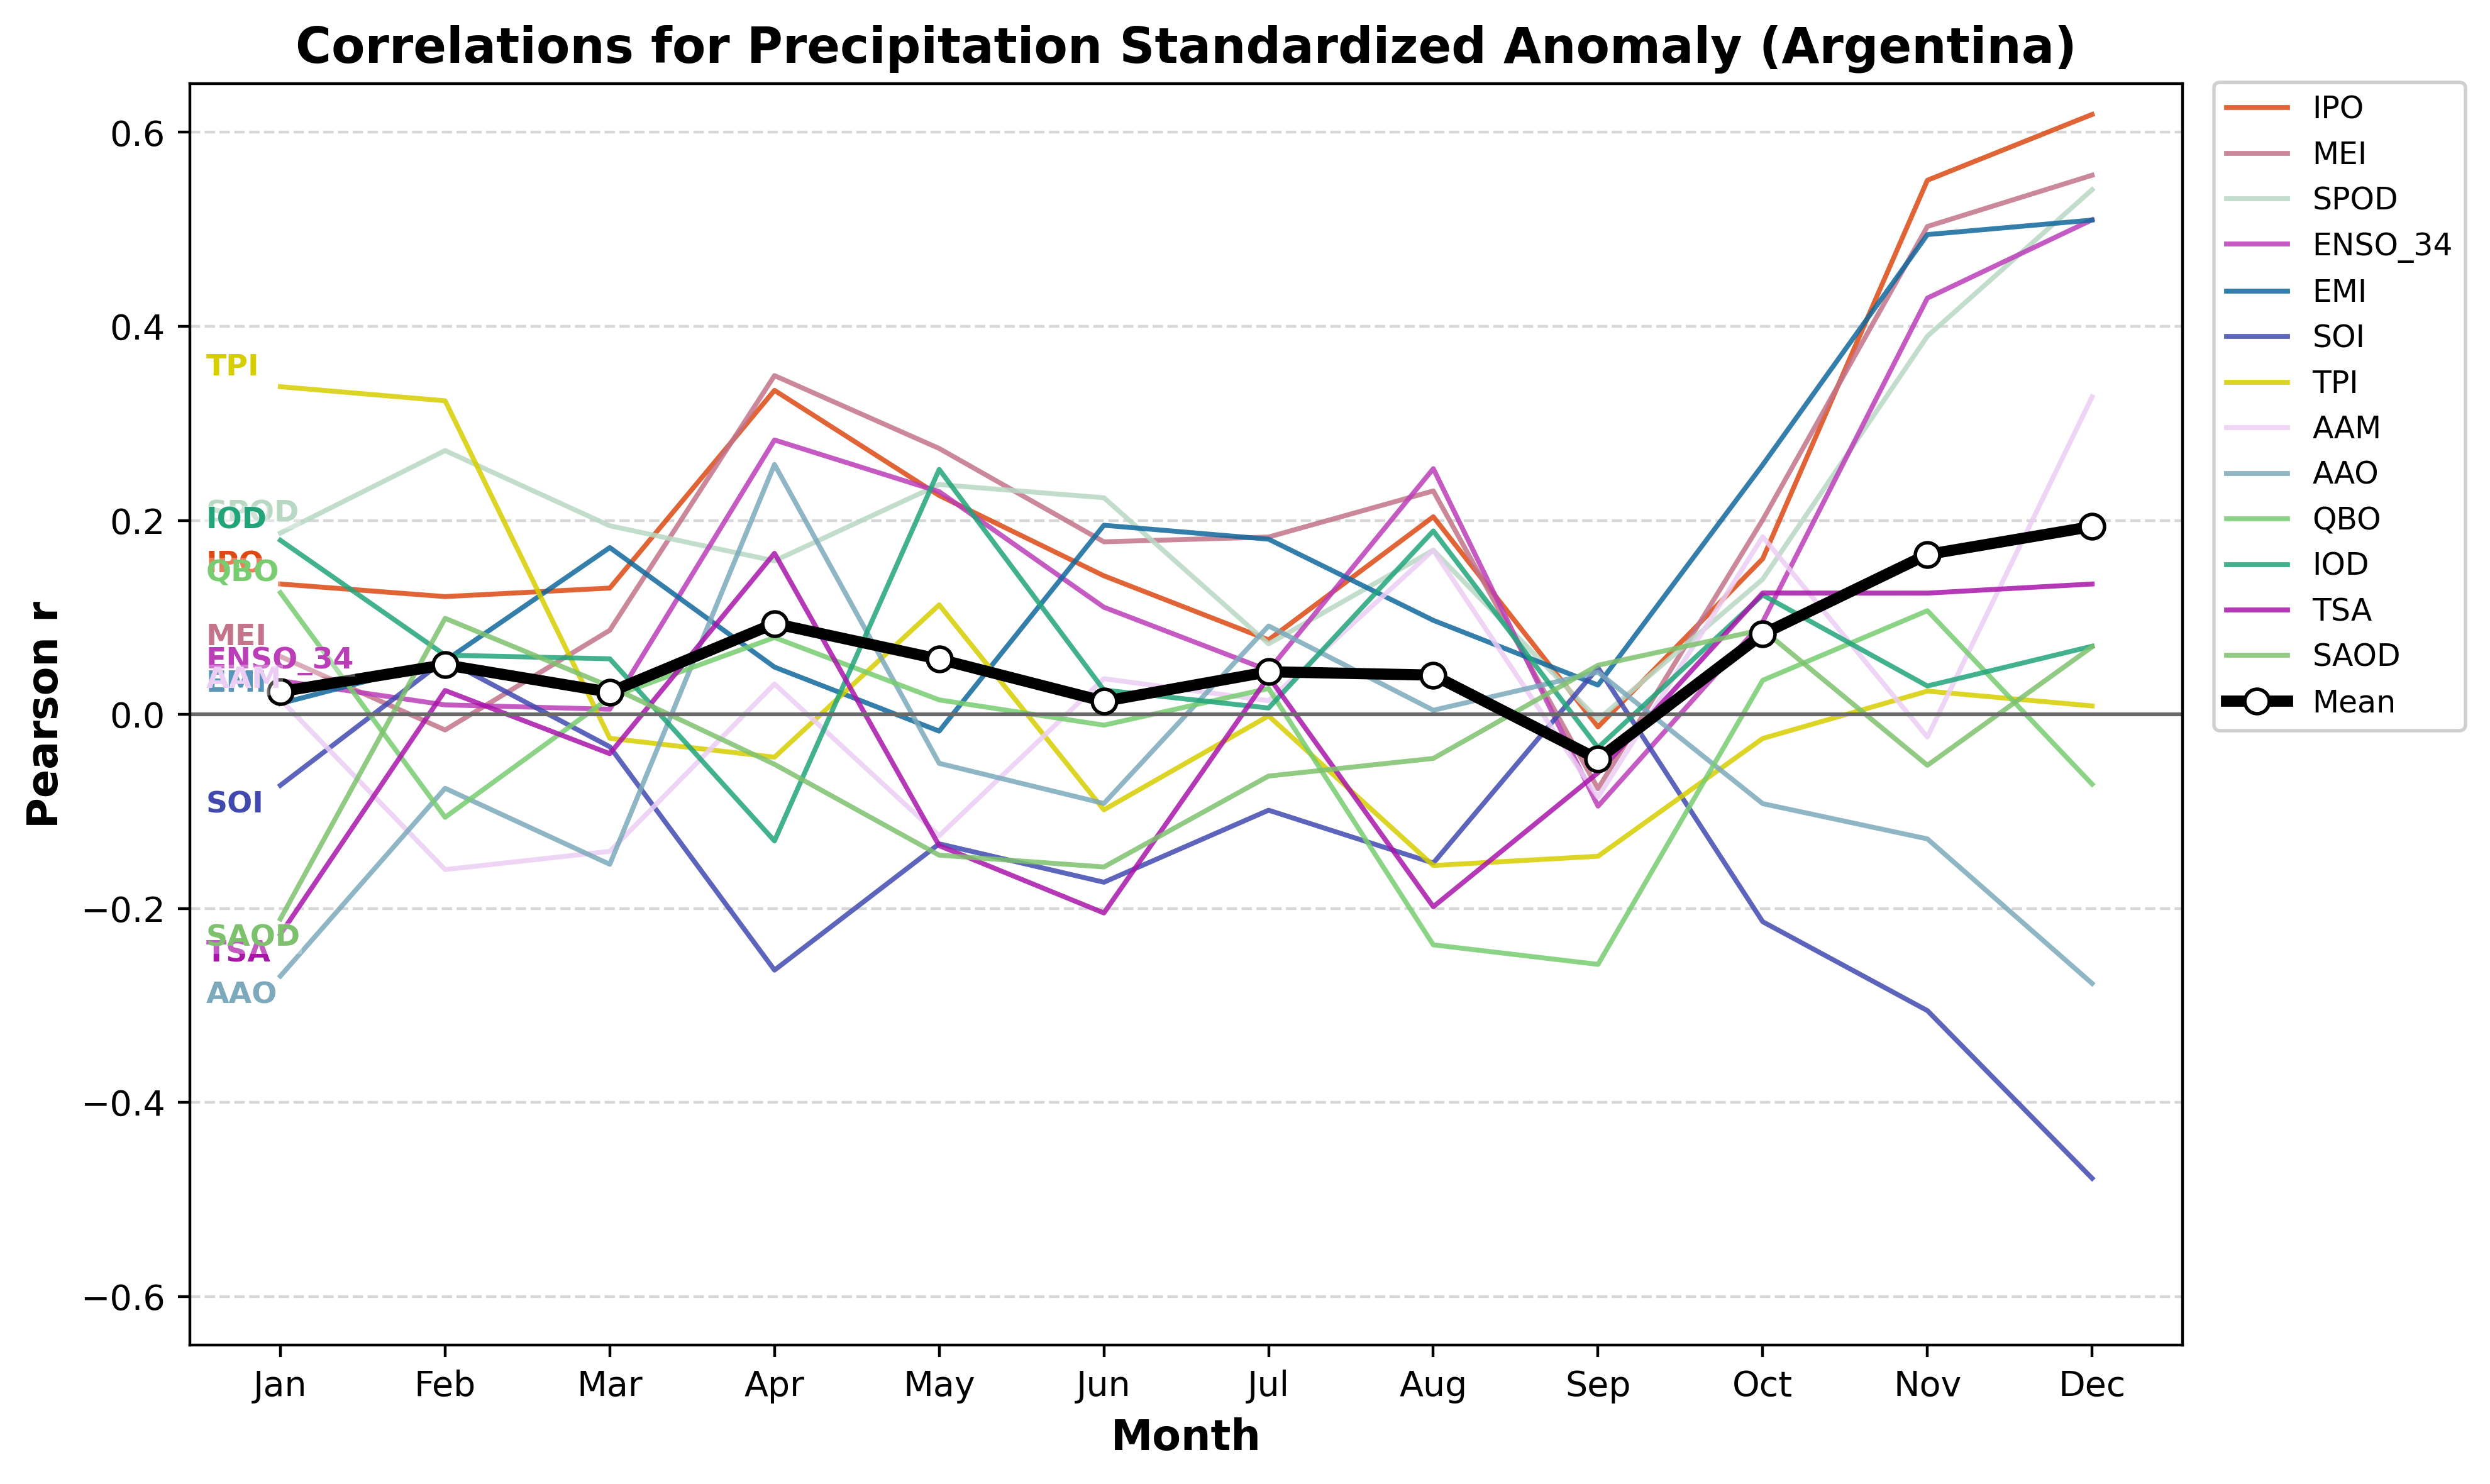 Correlations for Precipitation Standardized Anomaly (Argentina)
Pearson r
0.6
0.4
0.2
0.0
−0.2
−0.4
−0.6
TPI
SPOD
IOD
IPO
QBO
MEI
ENSO_34
AAM
EMI
SOI
SAOD
TSA
AAO
Jan Feb Mar Apr May Jun Jul Aug Sep Oct Nov Dec
Month
IPO
MEI
SPOD
ENSO_34
EMI
SOI
TPI
AAM
AAO
QBO
IOD
TSA
SAOD
Mean